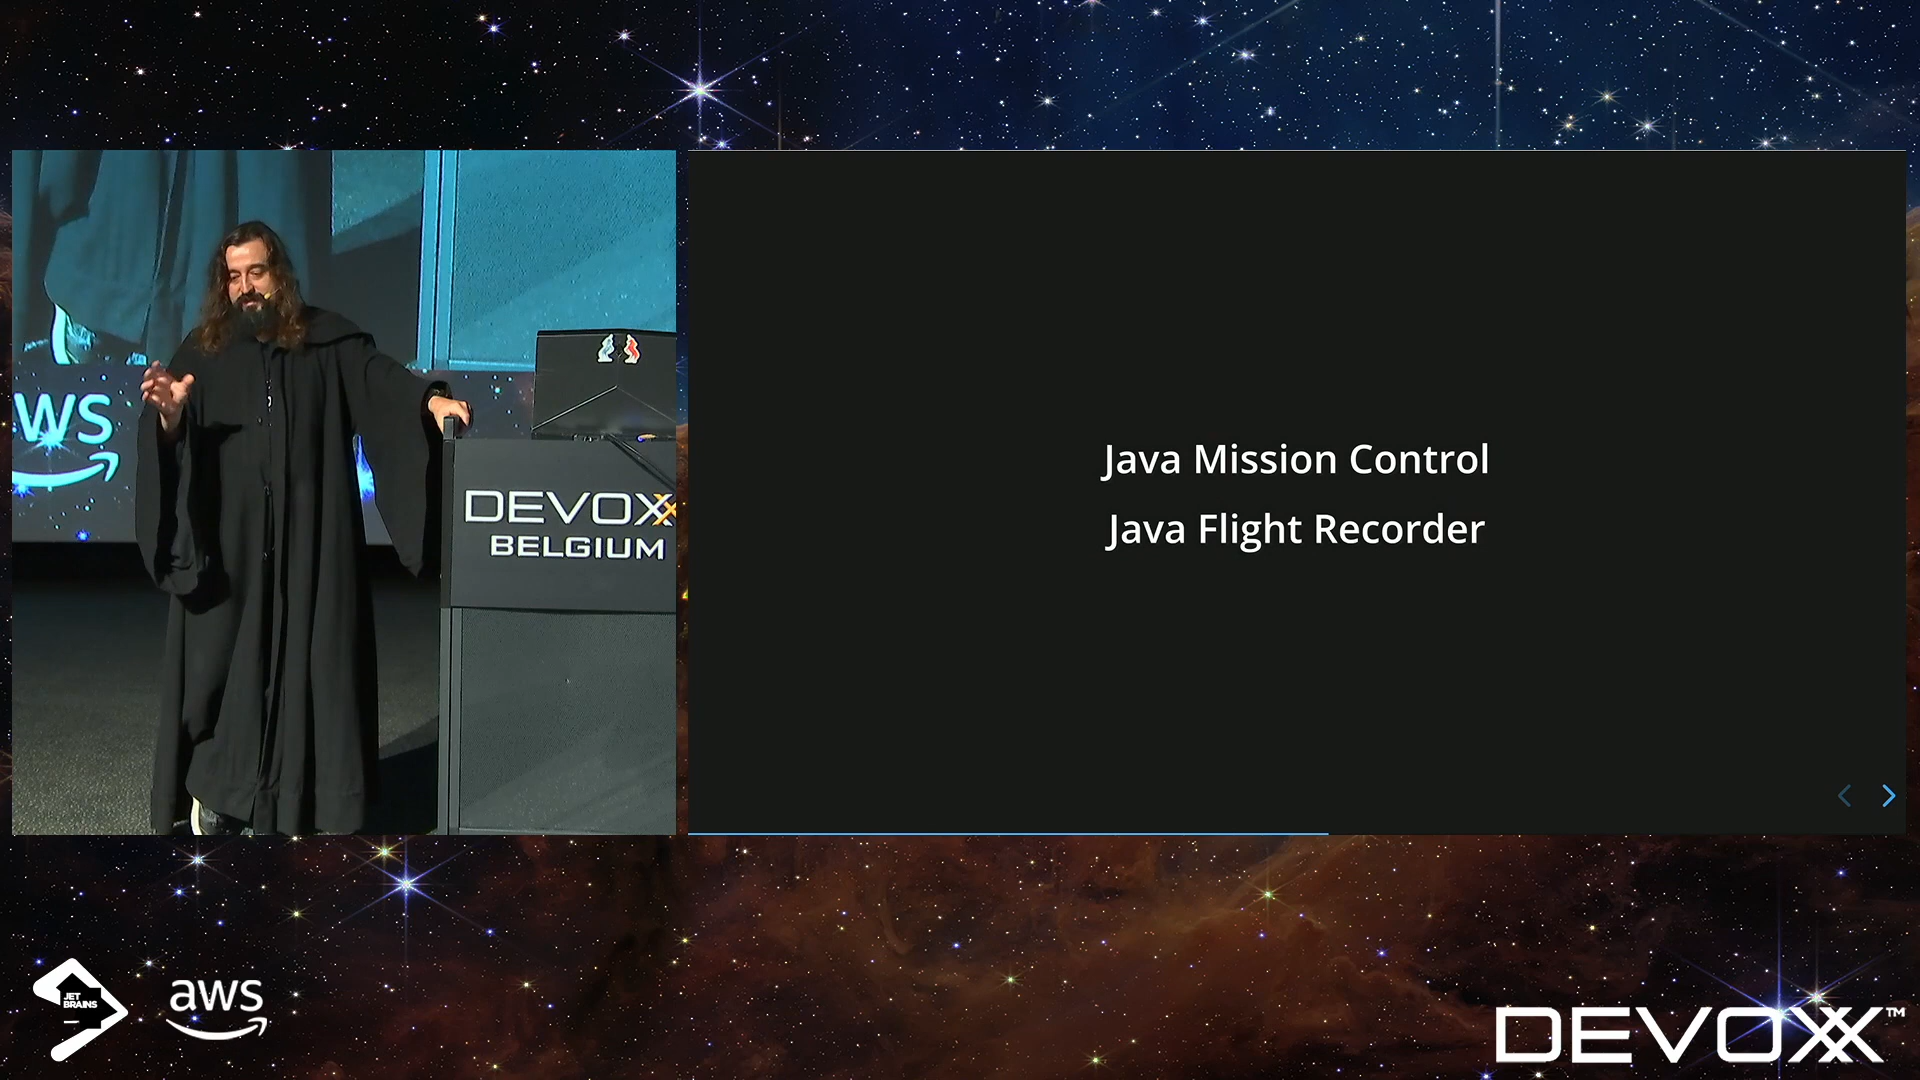 Java Mission Control
Java Flight Recorder
WS
DEVOXX
BELGIUM
JET
BRAINS
aws
DEVOXX™